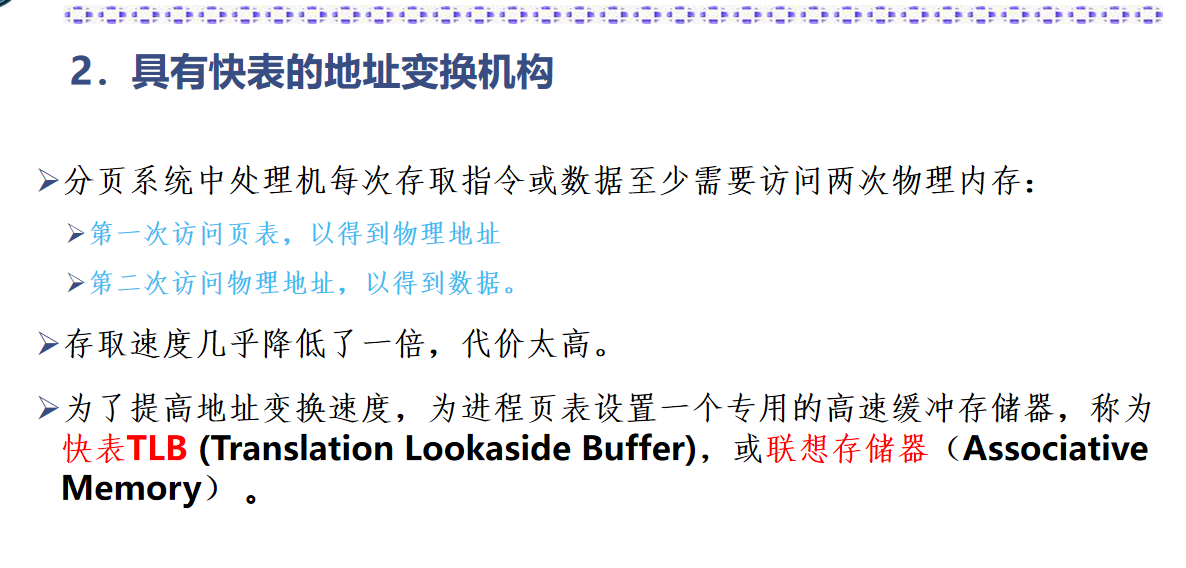 2．具有快表的地址变换机构
分页系统中处理机每次存取指令或数据至少需要访问两次物理内存：
第一次访问页表，以得到物理地址
第二次访问物理地址，以得到数据。
存取速度几乎降低了一倍，代价太高。
为了提高地址变换速度，为进程页表设置一个专用的高速缓冲存储器，称为
快表TLB (Translation Lookaside Buffer)，或联想存储器（Associative
Memory） 。